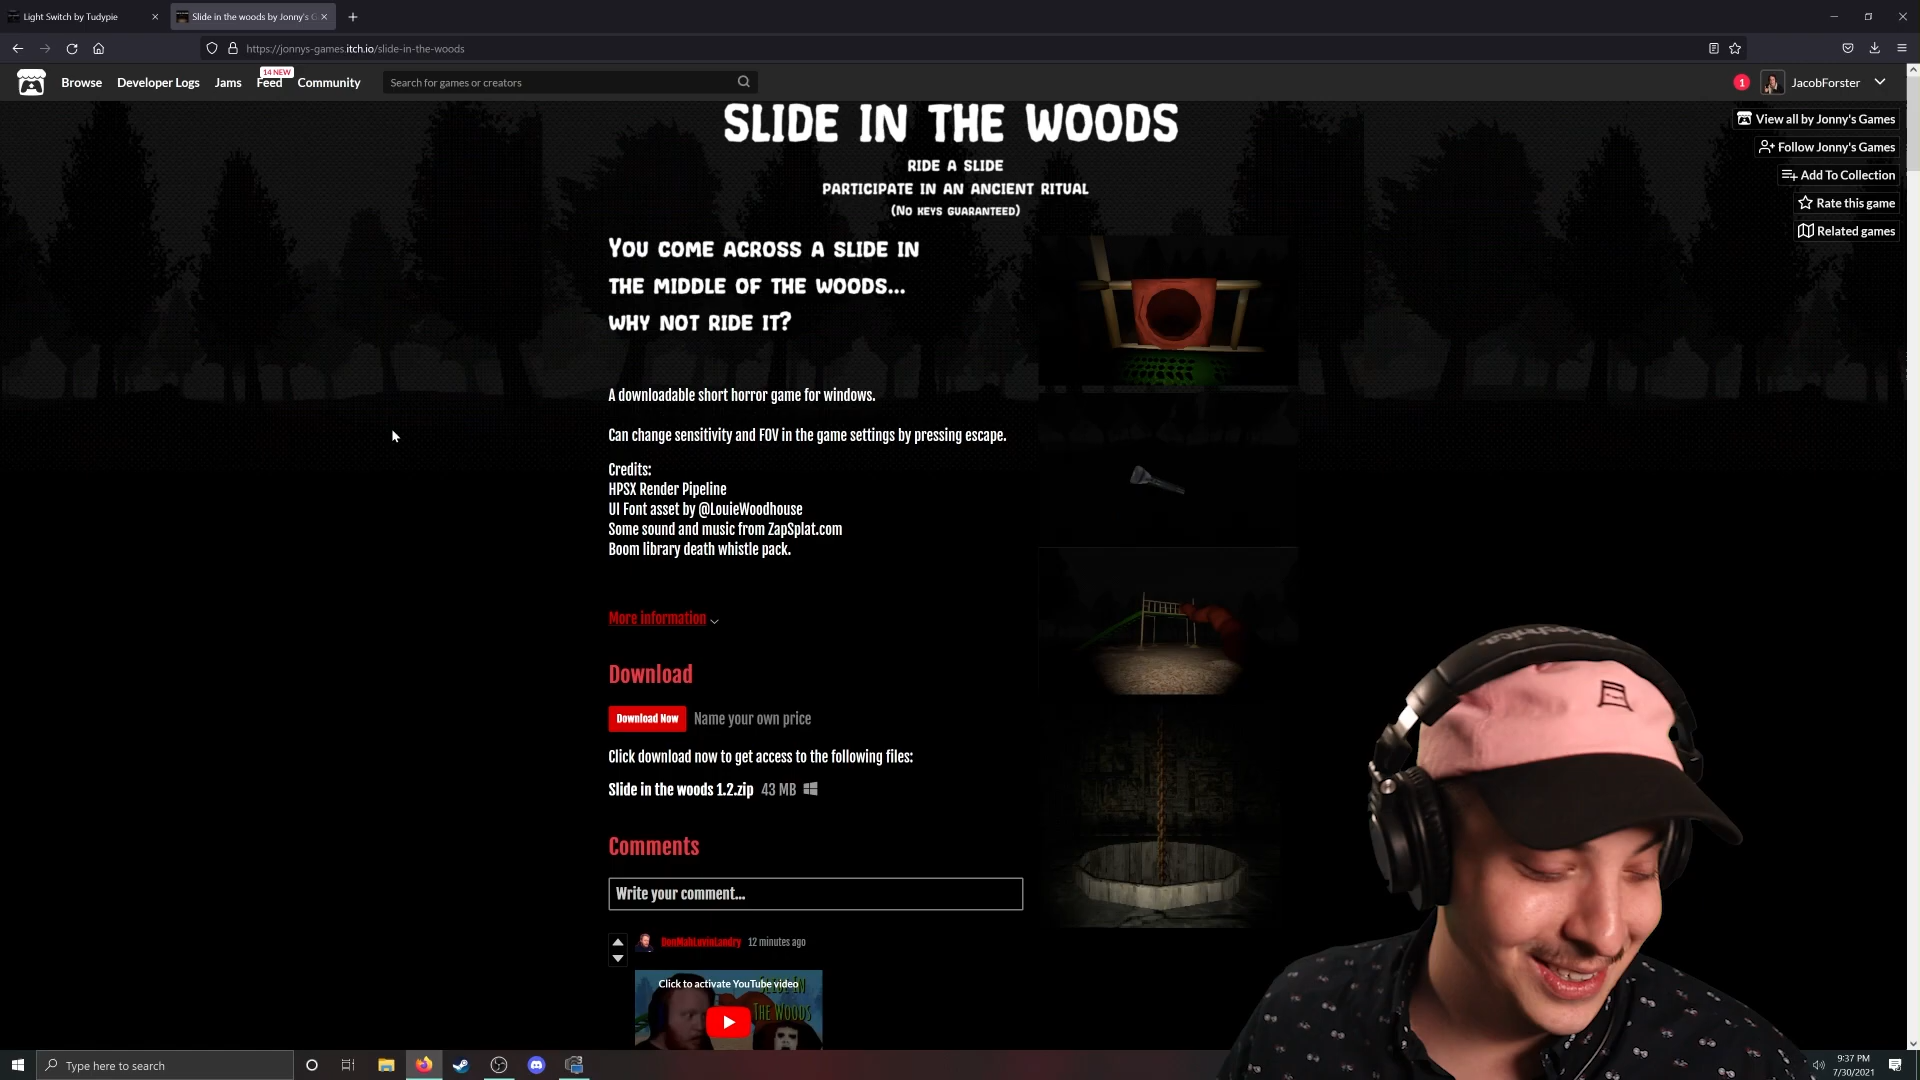 Light Switch by Tudypie
Slide in the woods by Jonny's G
https://jonnys-games.itch.io/slide-in-the-woods
Browse
Developer Logs
Jams
14 NEW
Feed
Community
Search for games or creators
1
JacobForster
View all by Jonny's Games
Follow Jonny's Games
Add To Collection
Rate this game
Related games
SLIDE IN THE WOODS
RIDE A SLIDE
PARTICIPATE IN AN ANCIENT RITUAL
(NO KEYS GUARANTEED)
YOU COME ACROSS A SLIDE IN
THE MIDDLE OF THE WOODS...
WHY NOT RIDE IT?
A downloadable short horror game for windows.
Can change sensitivity and FOV in the game settings by pressing escape.
Credits:
HPSX Render Pipeline
UI Font asset by @LouieWoodhouse
Some sound and music from ZapSplat.com
Boom library death whistle pack.
More information
Download
Download Now Name your own price
Click download now to get access to the following files:
Slide in the woods 1.2.zip 43 MB
Comments
Write your comment...
DonMahLuvinLandry 12 minutes ago
Click to activate YouTube video
SLIDE IN
THE WOODS
Type here to search
9:37 PM
7/30/2021